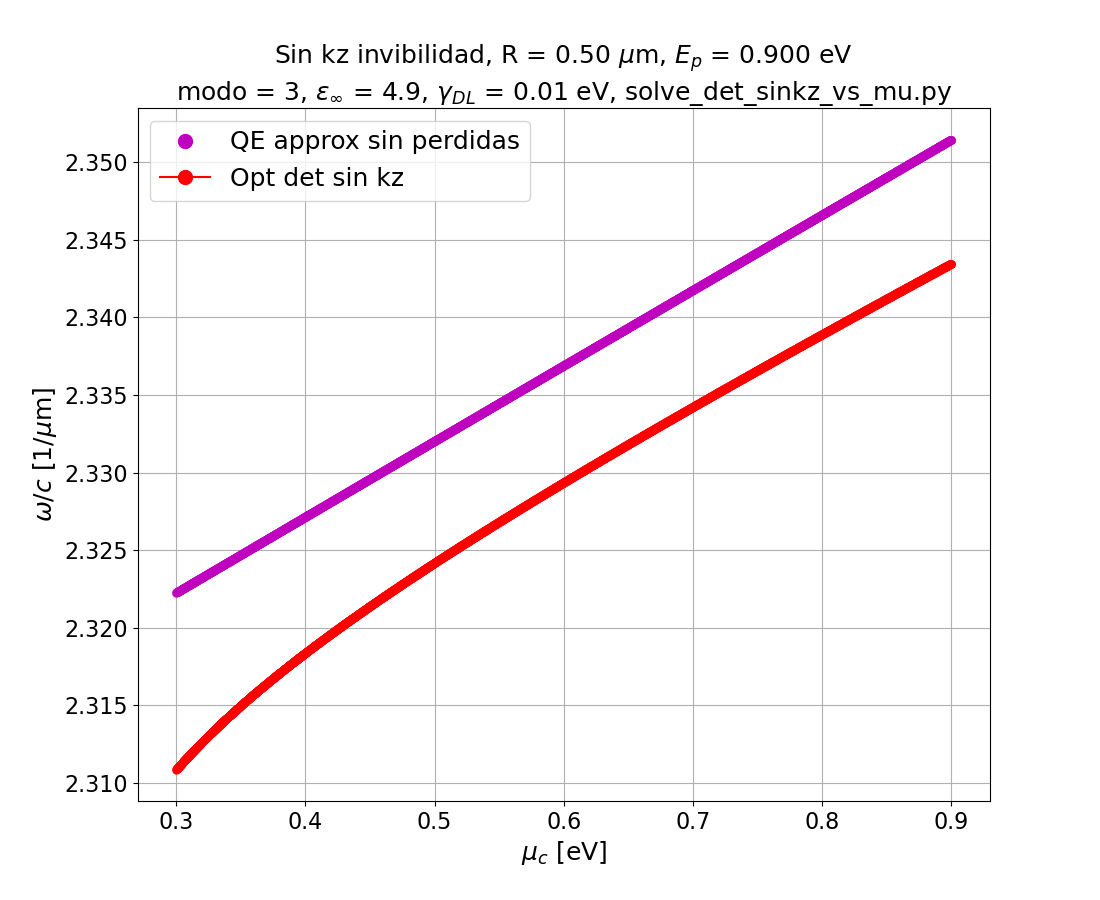 Sin kz invibilidad, R = 0.50 μm, E_p = 0.900 eV
modo = 3, ε_∞ = 4.9, γ_DL = 0.01 eV, solve_det_sinkz_vs_mu.py
QE approx sin perdidas
Opt det sin kz
2.350
2.345
2.340
2.335
2.330
2.325
2.320
2.315
2.310
ω/c [1/μm]
0.3 0.4 0.5 0.6 0.7 0.8 0.9
μ_c [eV]